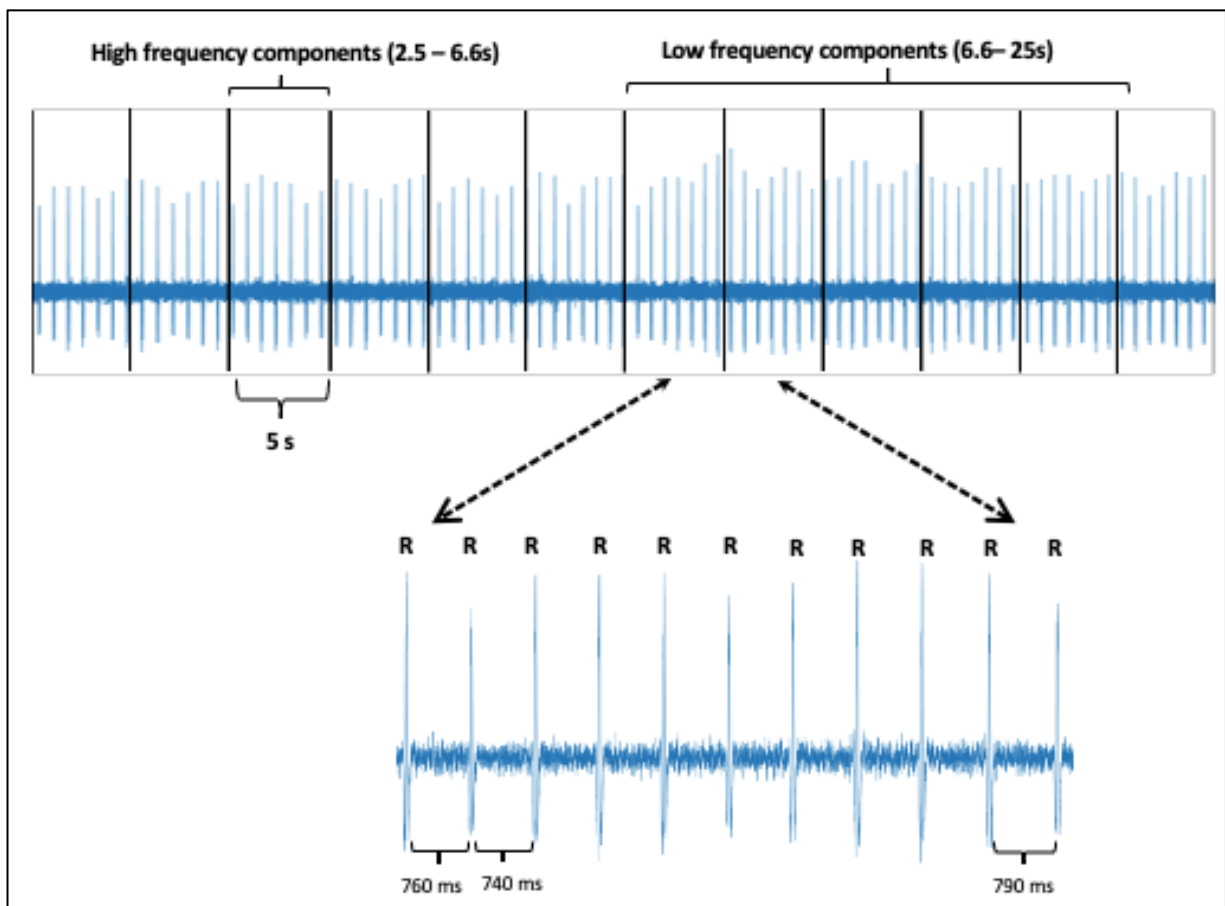 High frequency components (2.5 – 6.6s)
Low frequency components (6.6– 25s)
5 s
R R R R R R R R R R R
760 ms 740 ms 790 ms